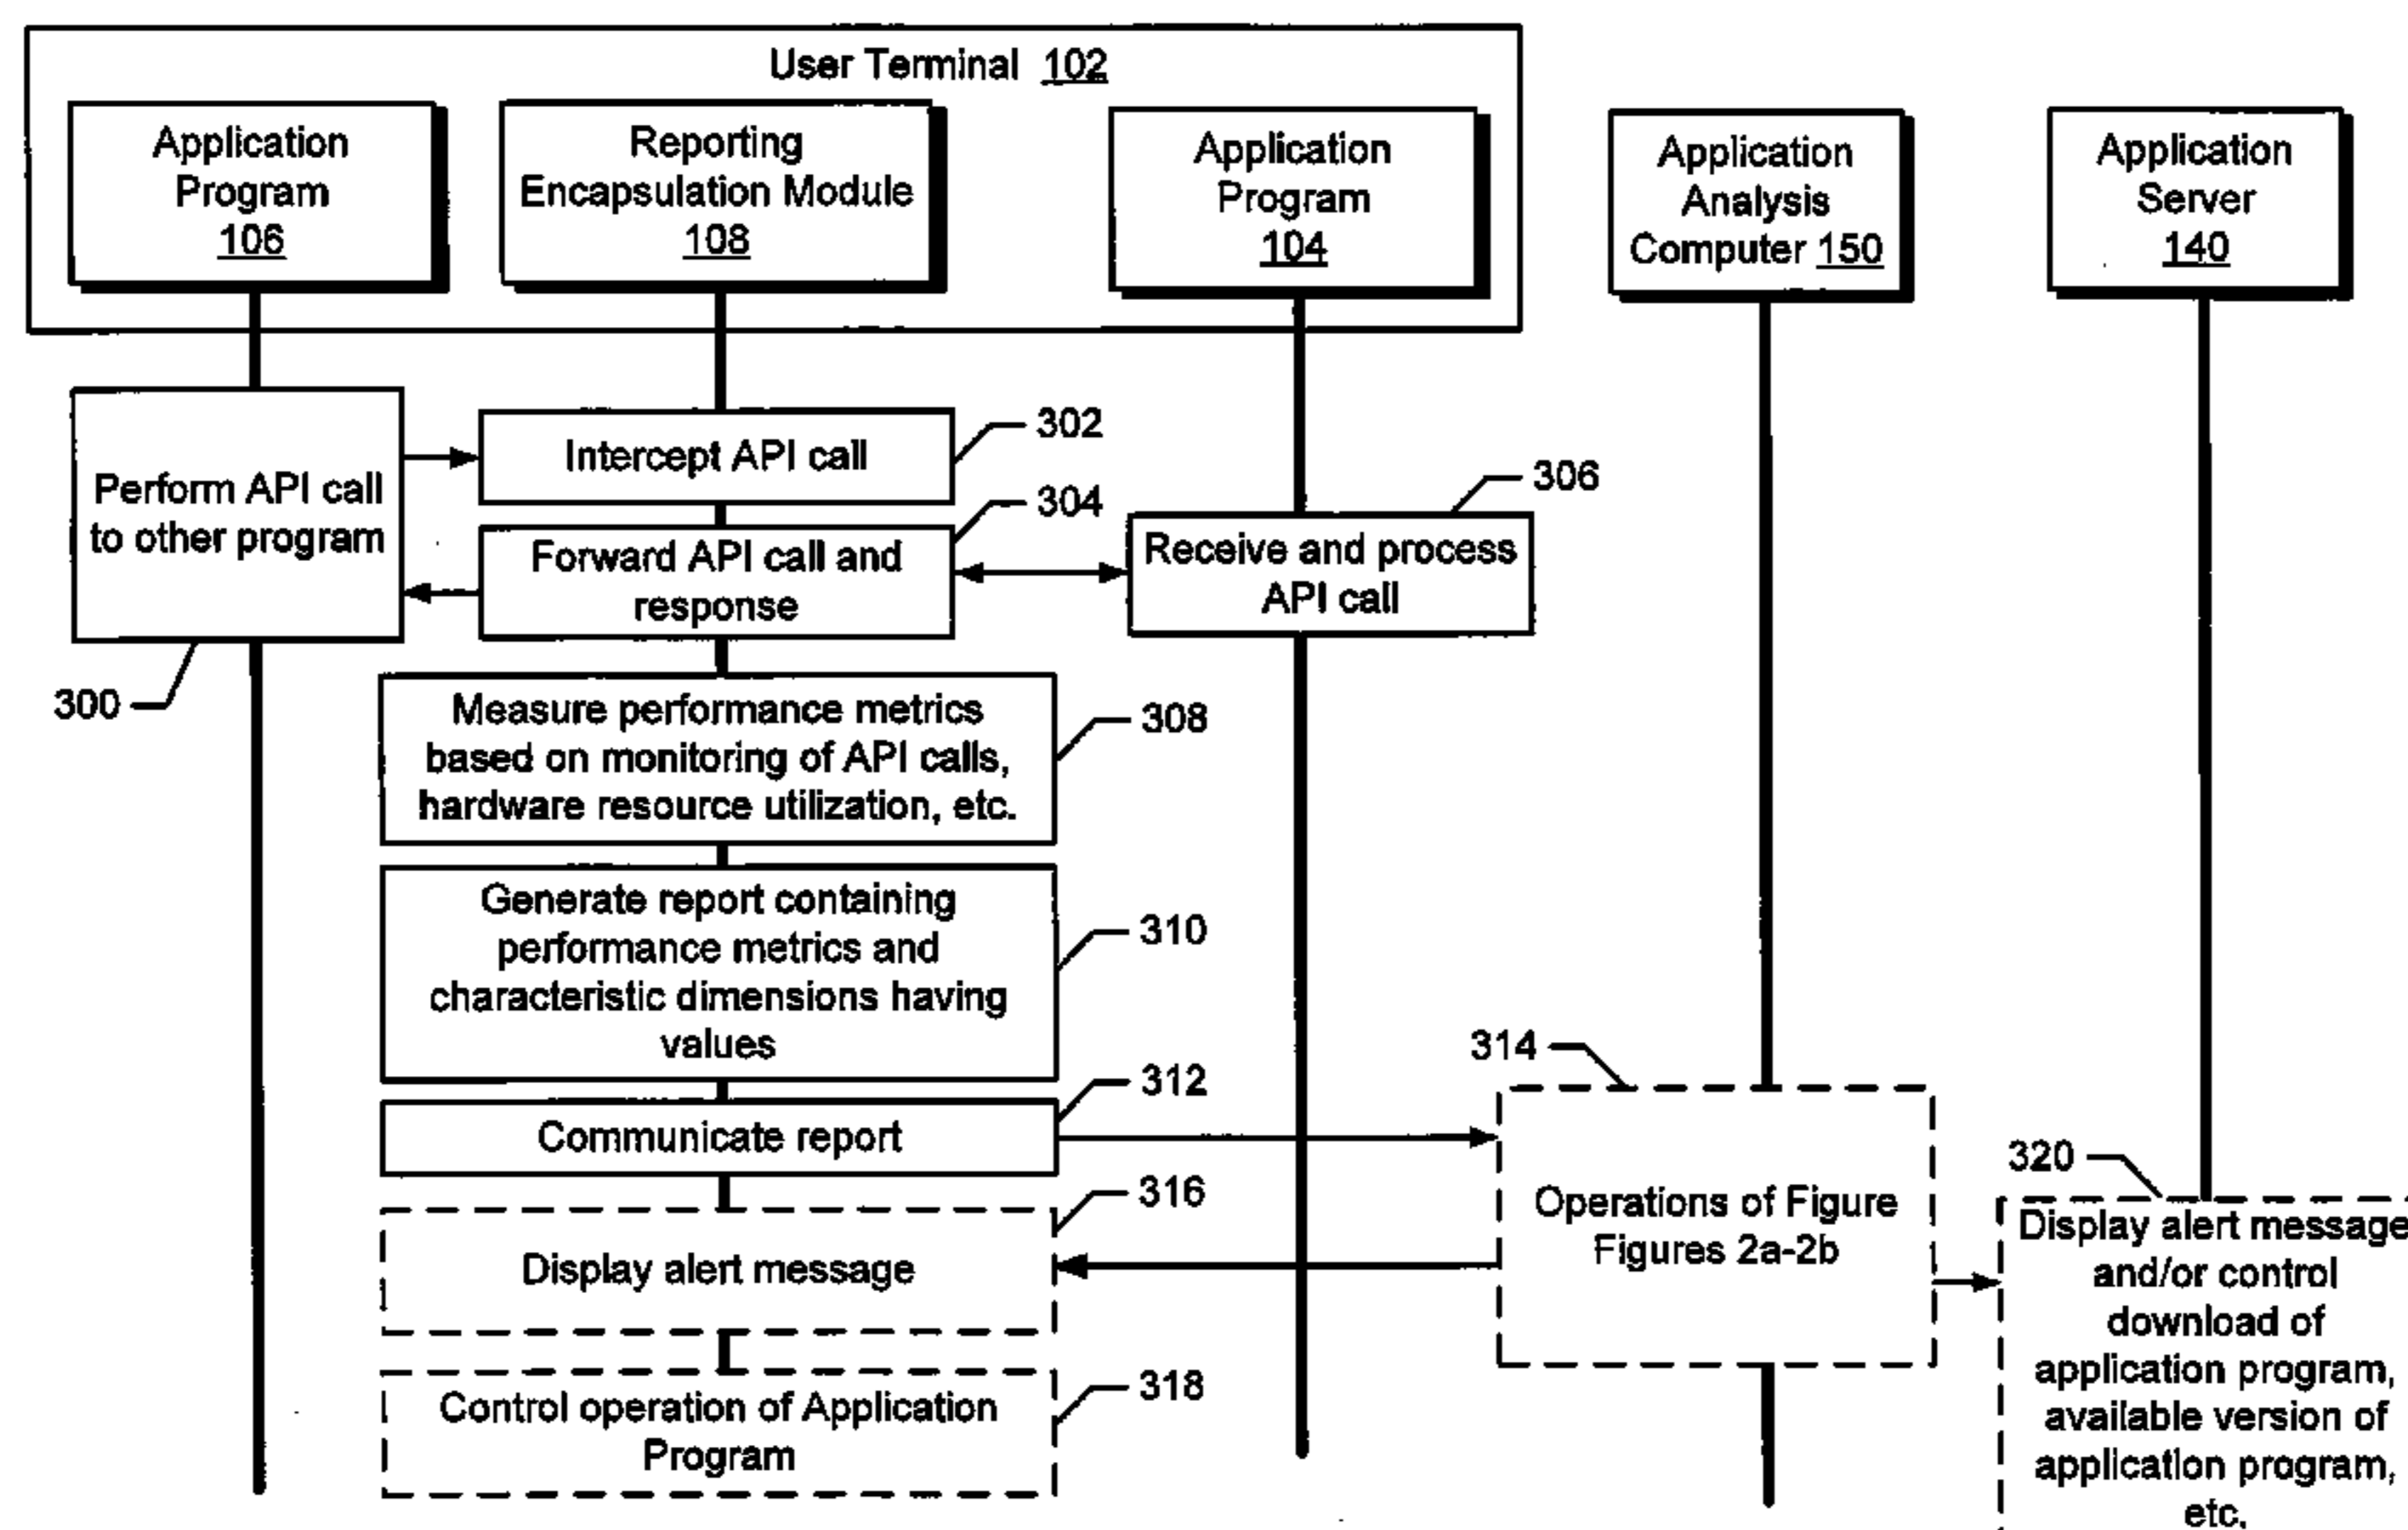 User Terminal 102
Application
Program
106
Reporting
Encapsulation Module
108
Application
Program
104
Application
Analysis
Computer 150
Application
Server
140
Perform API call
to other program
300
Intercept API call
302
Forward API call and
response
304
Receive and process
API call
306
Measure performance metrics
based on monitoring of API calls,
hardware resource utilization, etc.
308
Generate report containing
performance metrics and
characteristic dimensions having
values
310
Communicate report
312
Operations of Figure
Figures 2a-2b
314
Display alert message
316
Control operation of Application
Program
318
320
Display alert message
and/or control
download of
application program,
available version of
application program,
etc.